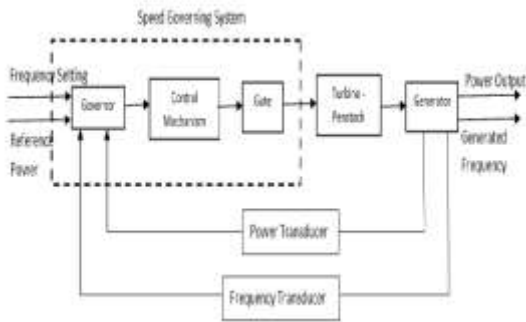 Speed Governing System
Frequency Setting
Governor
Control
Mechanism
Gate
Turbine -
Penstock
Generator
Power Output
Reference
Power
Generated
Frequency
Power Transducer
Frequency Transducer